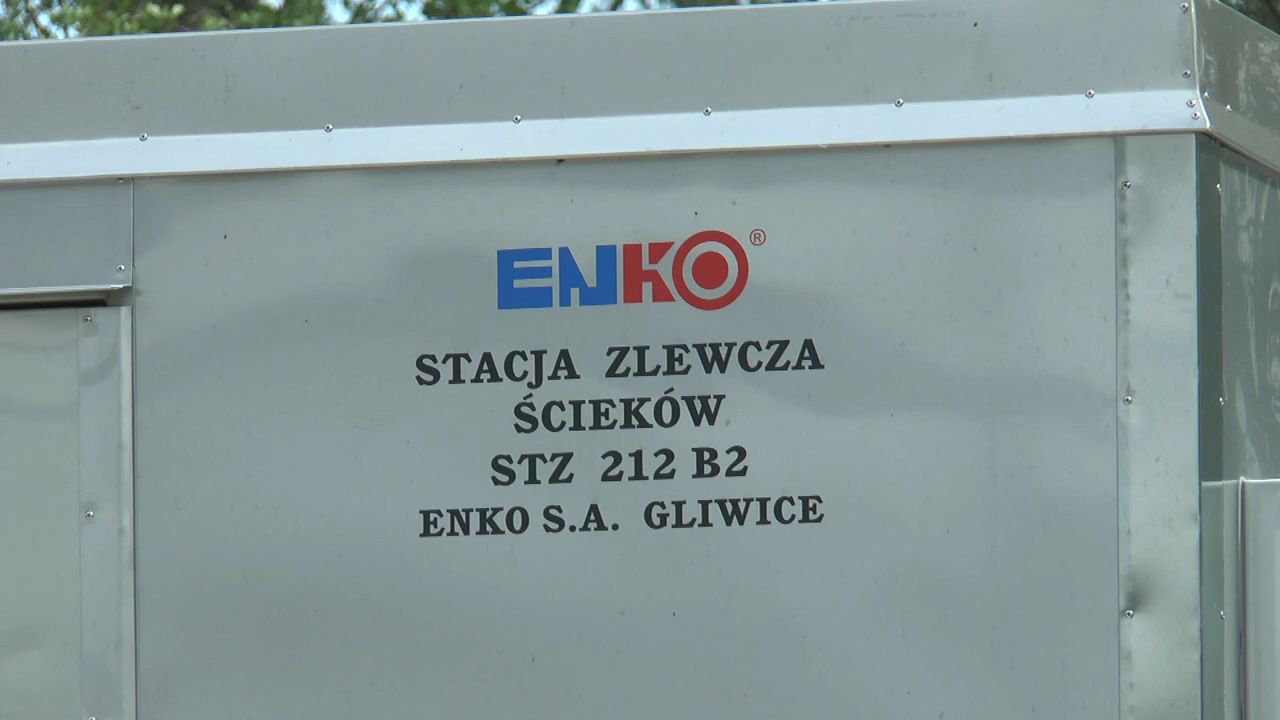 ENKO®
STACJA ZLEWCZA
ŚCIEKÓW
STZ 212 B2
ENKO S.A. GLIWICE